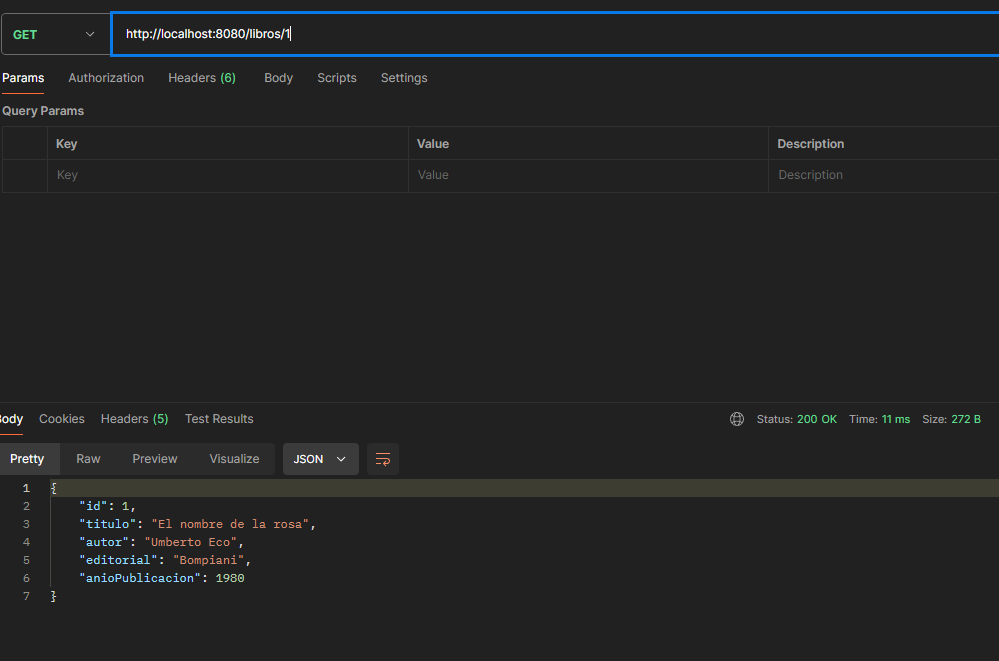 GET http://localhost:8080/libros/1
Params Authorization Headers (6) Body Scripts Settings
Query Params
Key Value Description
Key Value Description
Body Cookies Headers (5) Test Results Status: 200 OK Time: 11 ms Size: 272 B
Pretty Raw Preview Visualize JSON
1 {
2 "id": 1,
3 "titulo": "El nombre de la rosa",
4 "autor": "Umberto Eco",
5 "editorial": "Bompiani",
6 "anioPublicacion": 1980
7 }